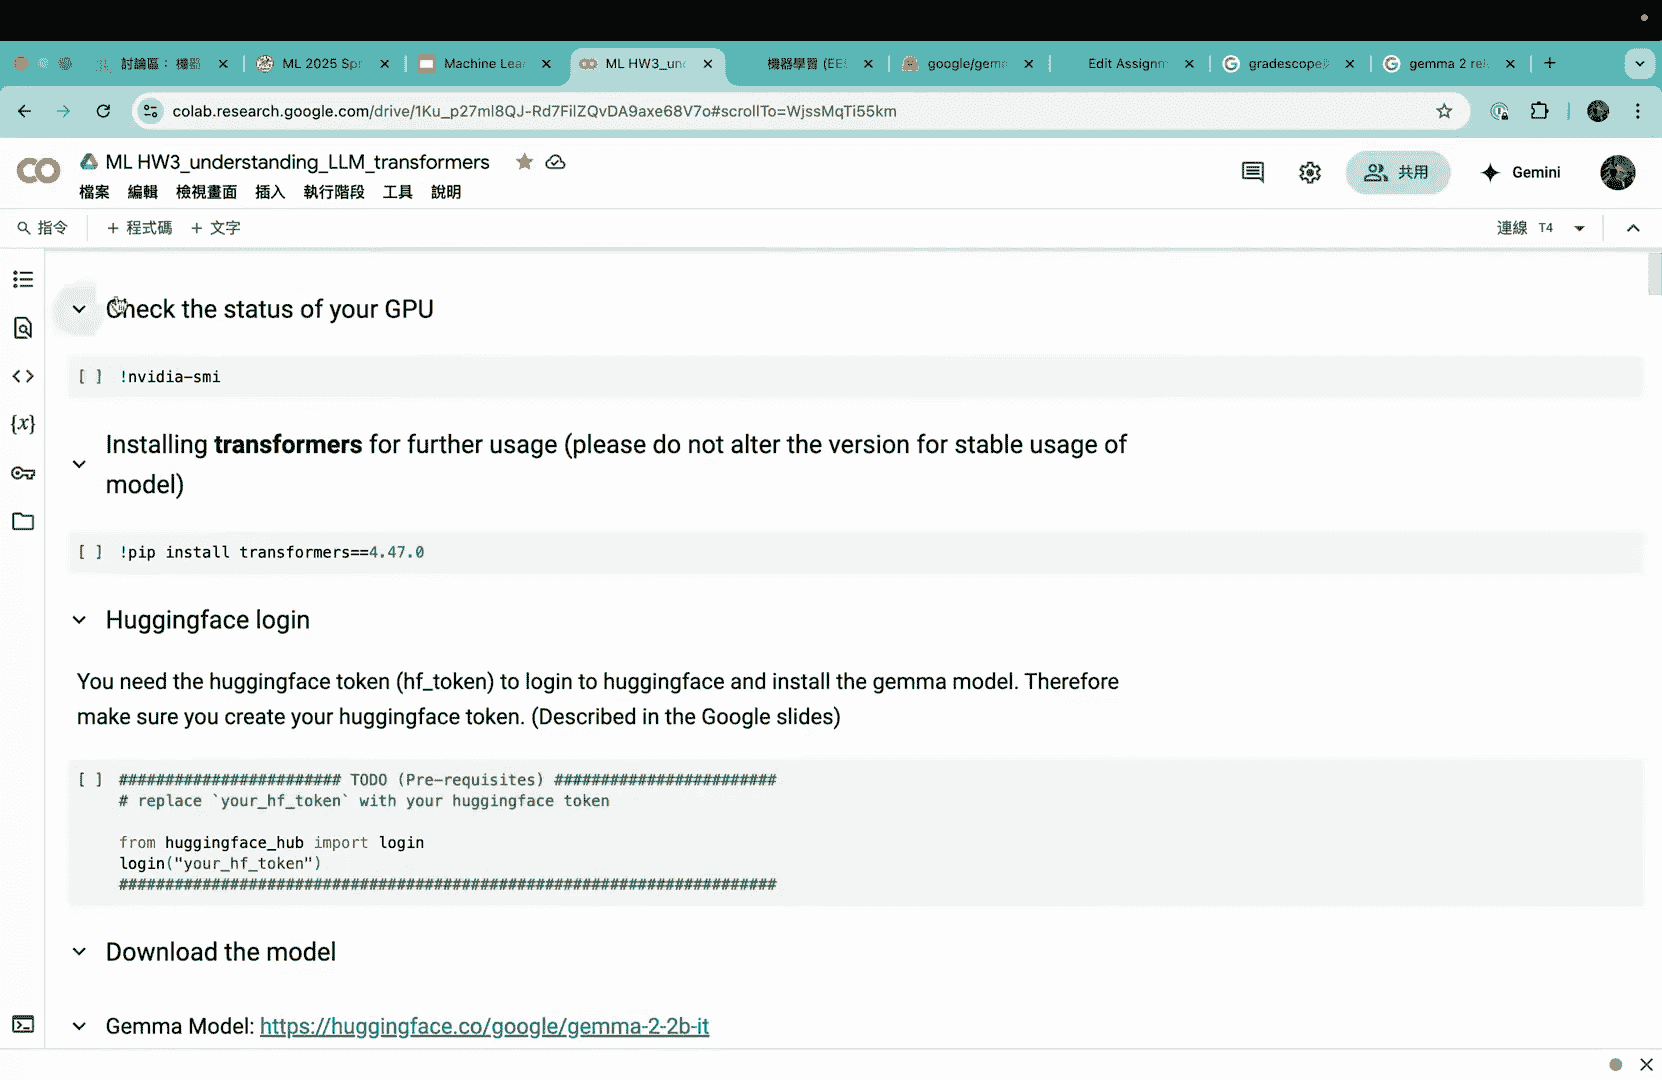 討論區：機器
ML 2025 Spr
Machine Lear
ML HW3_und
機器學習 (EE
google/gemm
Edit Assignm
gradescope
gemma 2 rel
colab.research.google.com/drive/1Ku_p27ml8QJ-Rd7FilZQvDA9axe68V7o#scrollTo=WjssMqTi55km
ML HW3_understanding_LLM_transformers
檔案 編輯 檢視畫面 插入 執行階段 工具 說明
共用
Gemini
指令 + 程式碼 + 文字
連線 T4
Check the status of your GPU
[ ] !nvidia-smi
Installing transformers for further usage (please do not alter the version for stable usage of
model)
[ ] !pip install transformers==4.47.0
Huggingface login
You need the huggingface token (hf_token) to login to huggingface and install the gemma model. Therefore
make sure you create your huggingface token. (Described in the Google slides)
[ ] ######################## TODO (Pre-requisites) ########################
# replace `your_hf_token` with your huggingface token
from huggingface_hub import login
login("your_hf_token")
#######################################################################
Download the model
Gemma Model: https://huggingface.co/google/gemma-2-2b-it